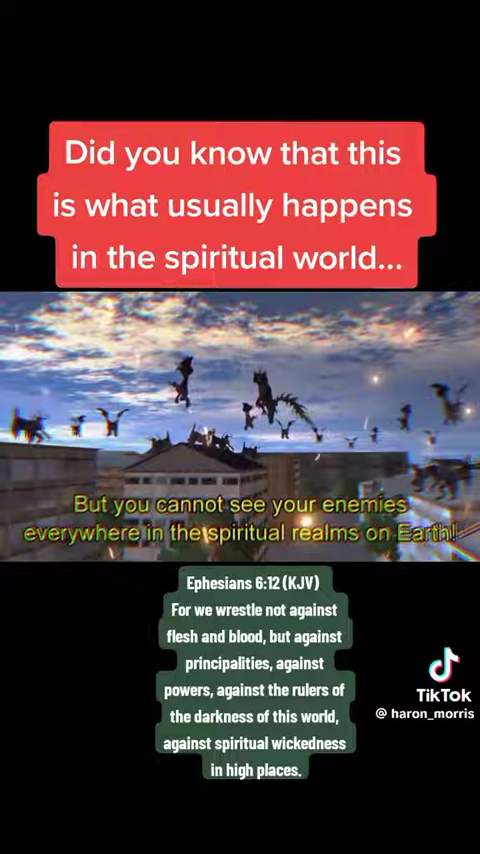 Did you know that this
is what usually happens
in the spiritual world...
But you cannot see your enemies
everywhere in the spiritual realms on Earth!
Ephesians 6:12 (KJV)
For we wrestle not against
flesh and blood, but against
principalities, against
powers, against the rulers of
the darkness of this world,
against spiritual wickedness
in high places.
TikTok
@ haron_morris